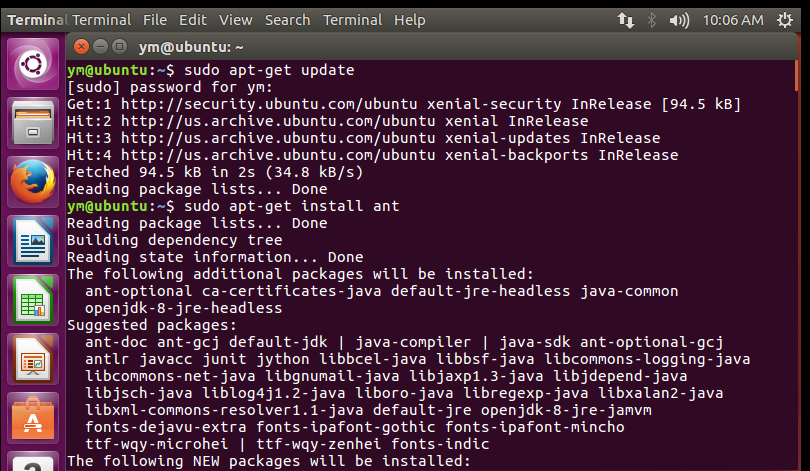 Terminal Terminal File Edit View Search Terminal Help 10:06 AM
ym@ubuntu: ~
ym@ubuntu:~$ sudo apt-get update
[sudo] password for ym:
Get:1 http://security.ubuntu.com/ubuntu xenial-security InRelease [94.5 kB]
Hit:2 http://us.archive.ubuntu.com/ubuntu xenial InRelease
Hit:3 http://us.archive.ubuntu.com/ubuntu xenial-updates InRelease
Hit:4 http://us.archive.ubuntu.com/ubuntu xenial-backports InRelease
Fetched 94.5 kB in 2s (34.8 kB/s)
Reading package lists... Done
ym@ubuntu:~$ sudo apt-get install ant
Reading package lists... Done
Building dependency tree
Reading state information... Done
The following additional packages will be installed:
  ant-optional ca-certificates-java default-jre-headless java-common
  openjdk-8-jre-headless
Suggested packages:
  ant-doc ant-gcj default-jdk | java-compiler | java-sdk ant-optional-gcj
  antlr javacc junit jython libbcel-java libbsf-java libcommons-logging-java
  libcommons-net-java libgnumail-java libjaxp1.3-java libjdepend-java
  libjsch-java liblog4j1.2-java liboro-java libregexp-java libxalan2-java
  libxml-commons-resolver1.1-java default-jre openjdk-8-jre-jamvm
  fonts-dejavu-extra fonts-ipafont-gothic fonts-ipafont-mincho
  ttf-wqy-microhei | ttf-wqy-zenhei fonts-indic
The following NEW packages will be installed: